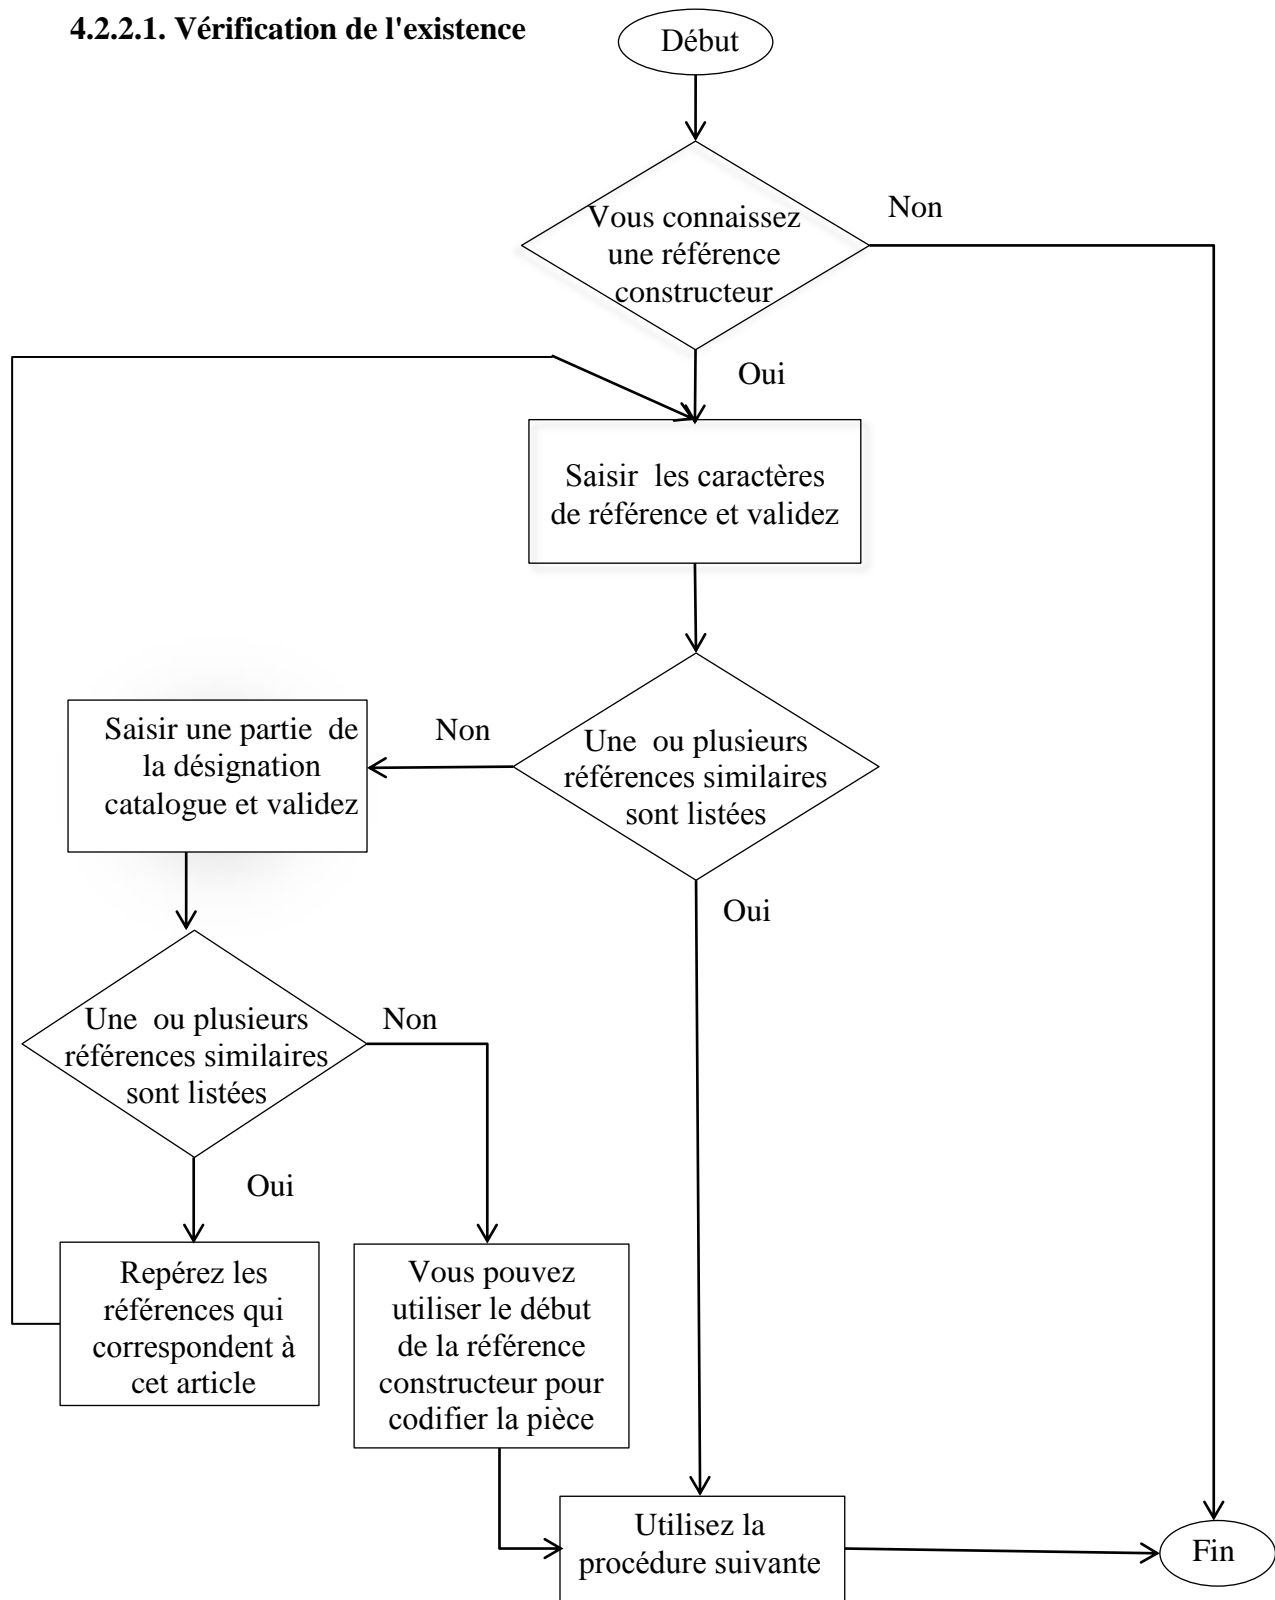 4.2.2.1. Vérification de l'existence
Début
Vous connaissez
une référence
constructeur
Non
Oui
Saisir les caractères
de référence et validez
Une ou plusieurs
références similaires
sont listées
Non
Oui
Saisir une partie de
la désignation
catalogue et validez
Une ou plusieurs
références similaires
sont listées
Non
Oui
Repérez les
références qui
correspondent à
cet article
Vous pouvez
utiliser le début
de la référence
constructeur pour
codifier la pièce
Utilisez la
procédure suivante
Fin